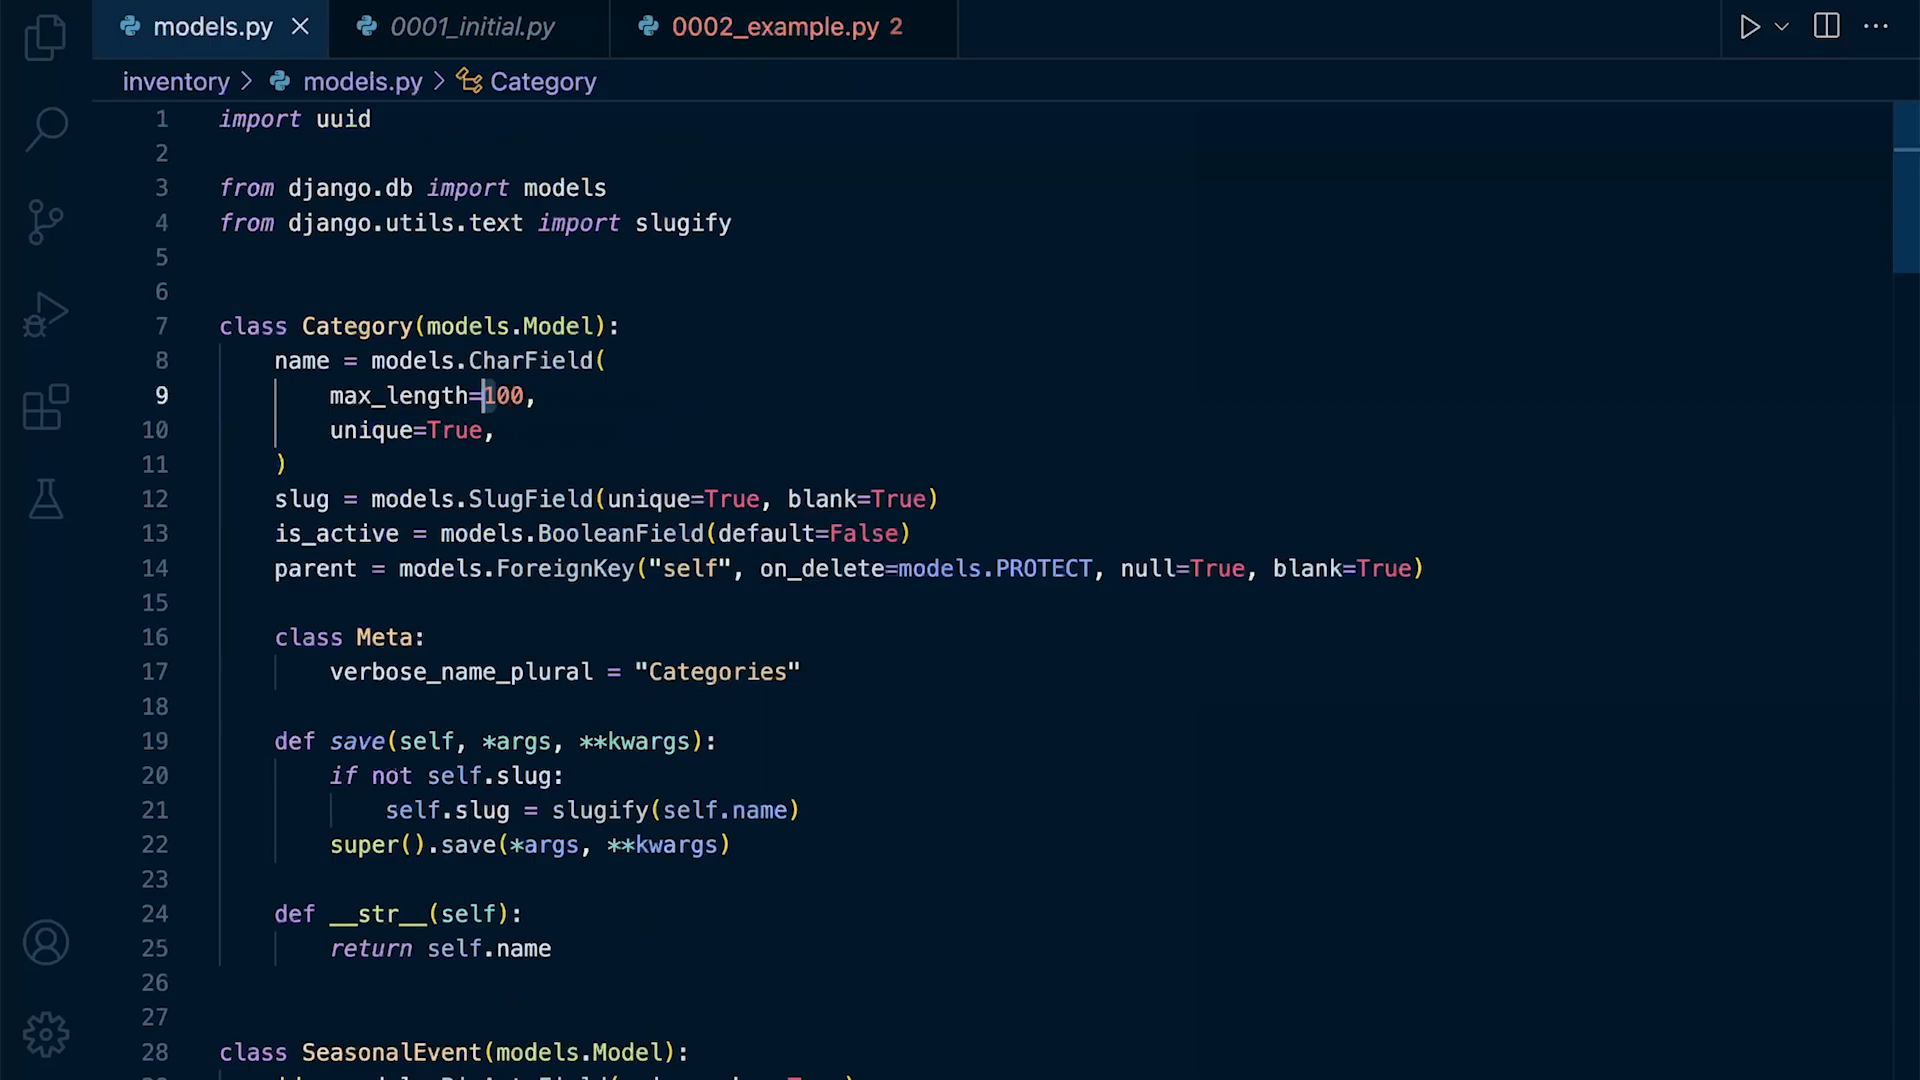 models.py
0001_initial.py
0002_example.py 2
inventory > models.py > Category
1 import uuid
2
3 from django.db import models
4 from django.utils.text import slugify
5
6
7 class Category(models.Model):
8 name = models.CharField(
9 max_length=100,
10 unique=True,
11 )
12 slug = models.SlugField(unique=True, blank=True)
13 is_active = models.BooleanField(default=False)
14 parent = models.ForeignKey("self", on_delete=models.PROTECT, null=True, blank=True)
15
16 class Meta:
17 verbose_name_plural = "Categories"
18
19 def save(self, *args, **kwargs):
20 if not self.slug:
21 self.slug = slugify(self.name)
22 super().save(*args, **kwargs)
23
24 def __str__(self):
25 return self.name
26
27
28 class SeasonalEvent(models.Model):